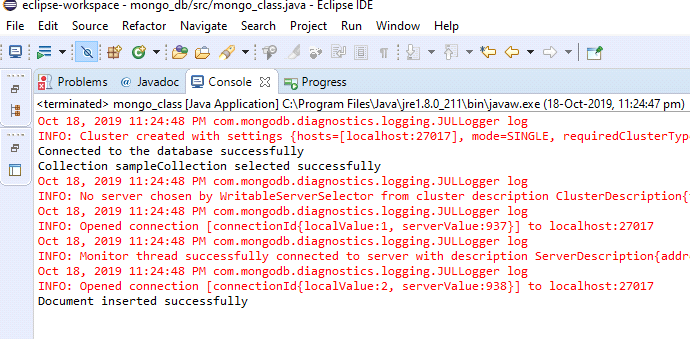 eclipse-workspace - mongo_db/src/mongo_class.java - Eclipse IDE
File Edit Source Refactor Navigate Search Project Run Window Help
Problems @ Javadoc Console Progress
<terminated> mongo_class [Java Application] C:\Program Files\Java\jre1.8.0_211\bin\javaw.exe (18-Oct-2019, 11:24:47 pm)
Oct 18, 2019 11:24:48 PM com.mongodb.diagnostics.logging.JULLogger log
INFO: Cluster created with settings {hosts=[localhost:27017], mode=SINGLE, requiredClusterType
Connected to the database successfully
Collection sampleCollection selected successfully
Oct 18, 2019 11:24:48 PM com.mongodb.diagnostics.logging.JULLogger log
INFO: No server chosen by WritableServerSelector from cluster description ClusterDescription{
Oct 18, 2019 11:24:48 PM com.mongodb.diagnostics.logging.JULLogger log
INFO: Opened connection [connectionId{localValue:1, serverValue:937}] to localhost:27017
Oct 18, 2019 11:24:48 PM com.mongodb.diagnostics.logging.JULLogger log
INFO: Monitor thread successfully connected to server with description ServerDescription{addr
Oct 18, 2019 11:24:48 PM com.mongodb.diagnostics.logging.JULLogger log
INFO: Opened connection [connectionId{localValue:2, serverValue:938}] to localhost:27017
Document inserted successfully